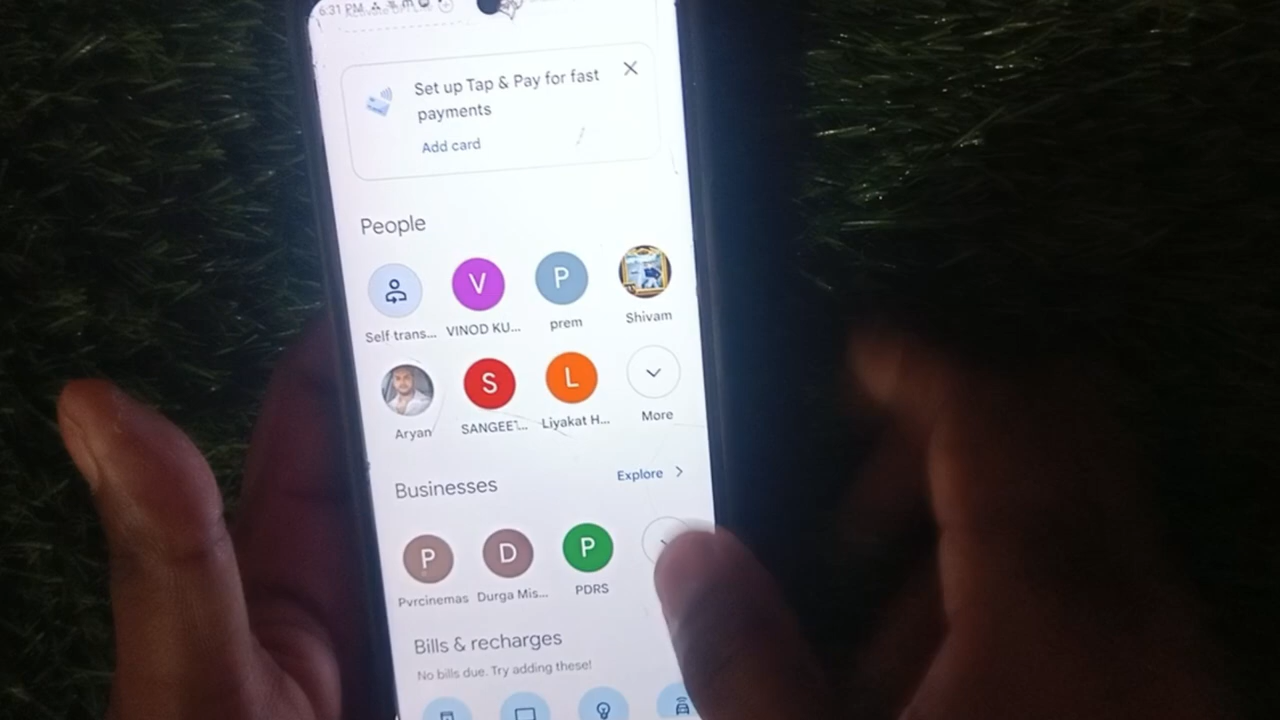 6:31 PM
Set up Tap & Pay for fast
payments
Add card
People
V
P
Self trans...
VINOD KU...
prem
Shivam
S
L
Aryan
SANGEET...
Liyakat H...
More
Businesses
Explore
P
D
P
Pvrcinemas
Durga Mis...
PDRS
Bills & recharges
No bills due. Try adding these!